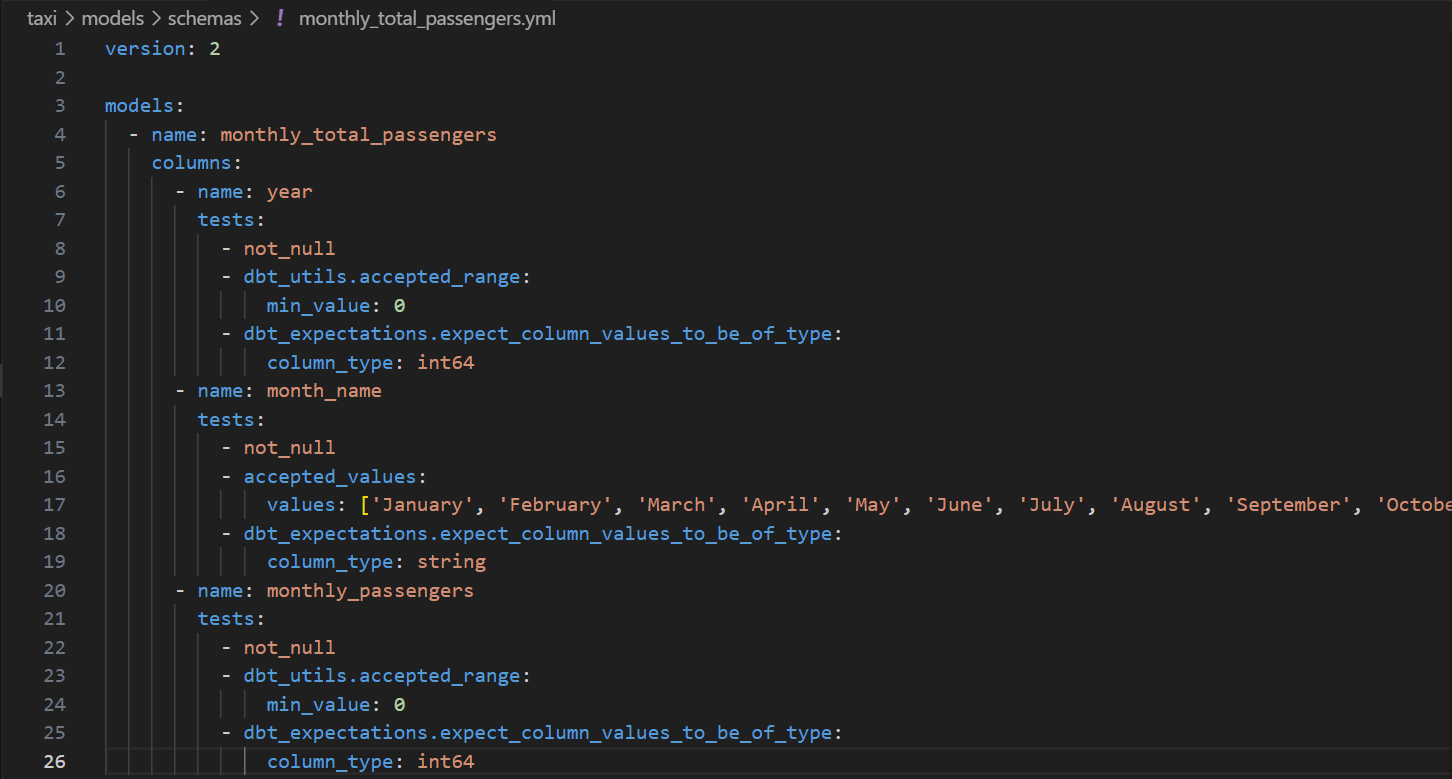 taxi > models > schemas > ! monthly_total_passengers.yml
1 version: 2
2
3 models:
4   - name: monthly_total_passengers
5     columns:
6       - name: year
7         tests:
8           - not_null
9           - dbt_utils.accepted_range:
10              min_value: 0
11          - dbt_expectations.expect_column_values_to_be_of_type:
12              column_type: int64
13      - name: month_name
14        tests:
15          - not_null
16          - accepted_values:
17              values: ['January', 'February', 'March', 'April', 'May', 'June', 'July', 'August', 'September', 'Octobe
18          - dbt_expectations.expect_column_values_to_be_of_type:
19              column_type: string
20      - name: monthly_passengers
21        tests:
22          - not_null
23          - dbt_utils.accepted_range:
24              min_value: 0
25          - dbt_expectations.expect_column_values_to_be_of_type:
26              column_type: int64